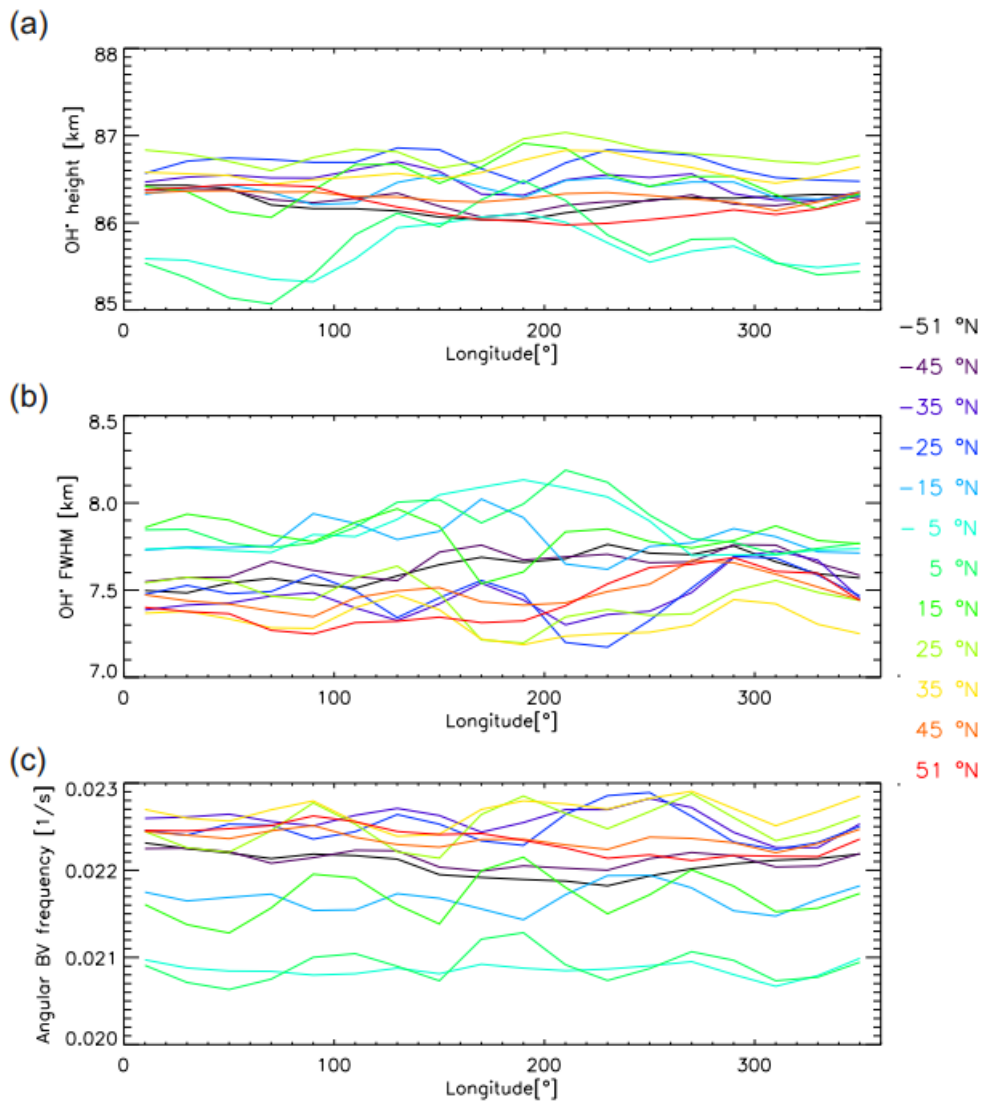 (a)
88
87
86
85
OH* height [km]
0
100
200
300
Longitude[°]
(b)
8.5
8.0
7.5
7.0
OH* FWHM [km]
0
100
200
300
Longitude[°]
(c)
0.023
0.022
0.021
0.020
Angular BV frequency [1/s]
0
100
200
300
Longitude[°]
−51 °N
−45 °N
−35 °N
−25 °N
−15 °N
− 5 °N
5 °N
15 °N
25 °N
35 °N
45 °N
51 °N